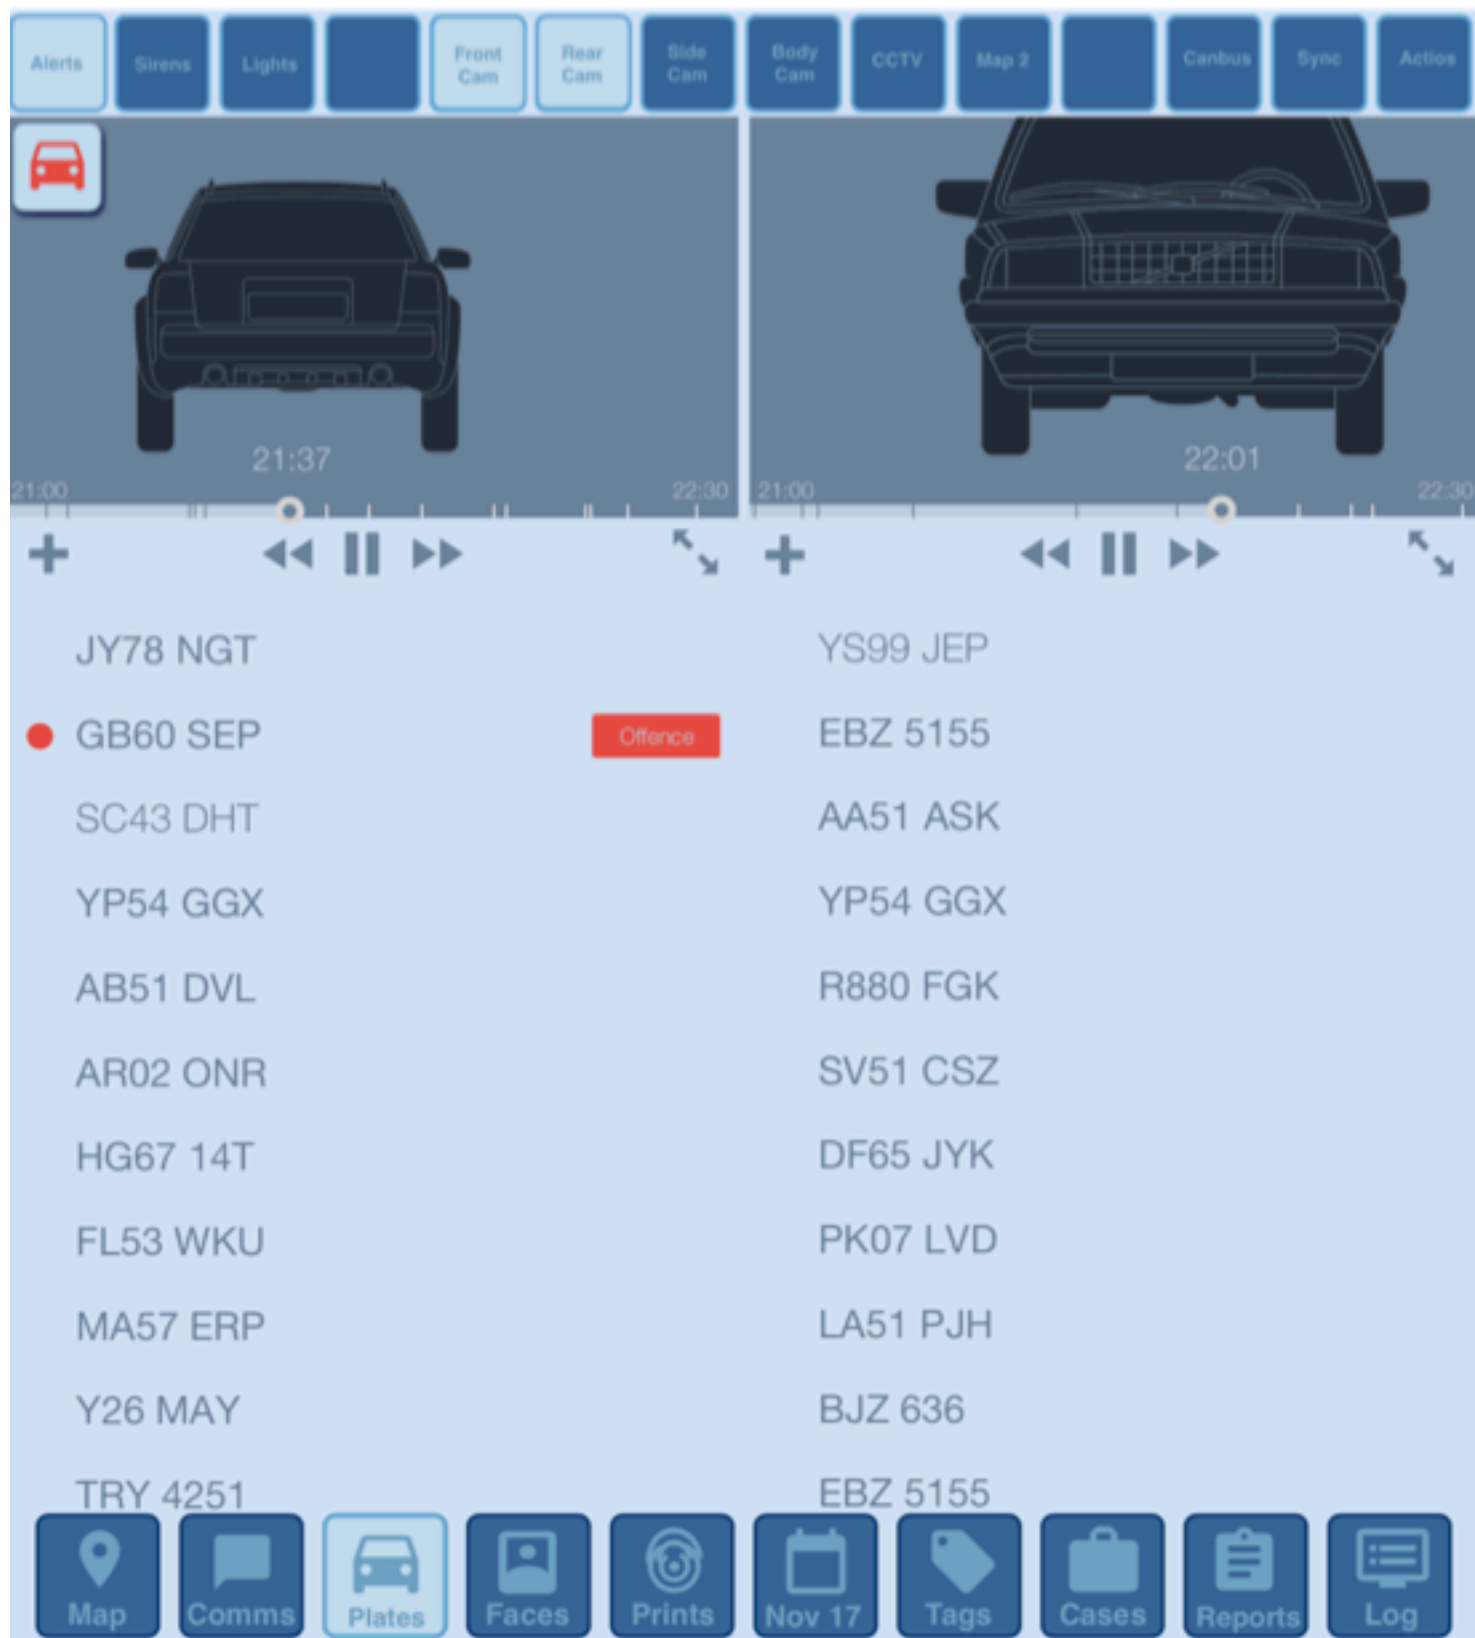 Alerts
Sirens
Lights
Front
Cam
Rear
Cam
Side
Cam
Body
Cam
CCTV
Map 2
Canbus
Sync
Actios
21:37
21:00
22:30
22:01
21:00
22:30
JY78 NGT
GB60 SEP
Offence
SC43 DHT
YP54 GGX
AB51 DVL
AR02 ONR
HG67 14T
FL53 WKU
MA57 ERP
Y26 MAY
TRY 4251
YS99 JEP
EBZ 5155
AA51 ASK
YP54 GGX
R880 FGK
SV51 CSZ
DF65 JYK
PK07 LVD
LA51 PJH
BJZ 636
EBZ 5155
Map
Comms
Plates
Faces
Prints
Nov 17
Tags
Cases
Reports
Log